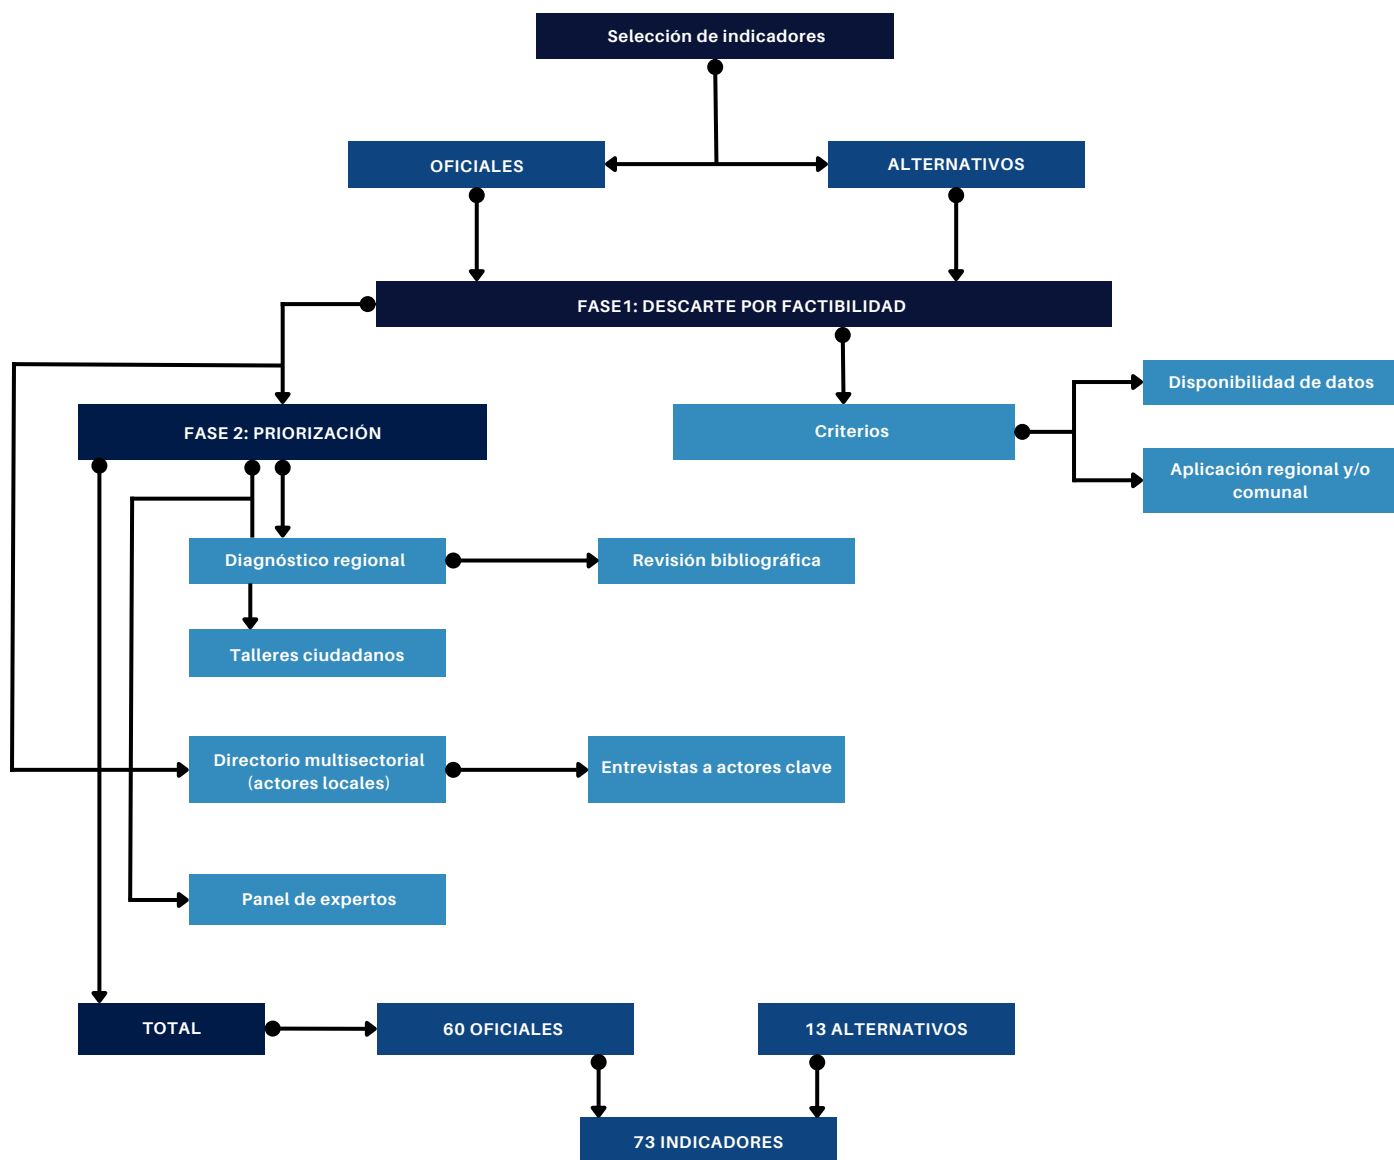 Selección de indicadores
OFICIALES
ALTERNATIVOS
FASE1: DESCARTE POR FACTIBILIDAD
Disponibilidad de datos
FASE 2: PRIORIZACIÓN
Criterios
Aplicación regional y/o
comunal
Diagnóstico regional
Revisión bibliográfica
Talleres ciudadanos
Directorio multisectorial
(actores locales)
Entrevistas a actores clave
Panel de expertos
TOTAL
60 OFICIALES
13 ALTERNATIVOS
73 INDICADORES